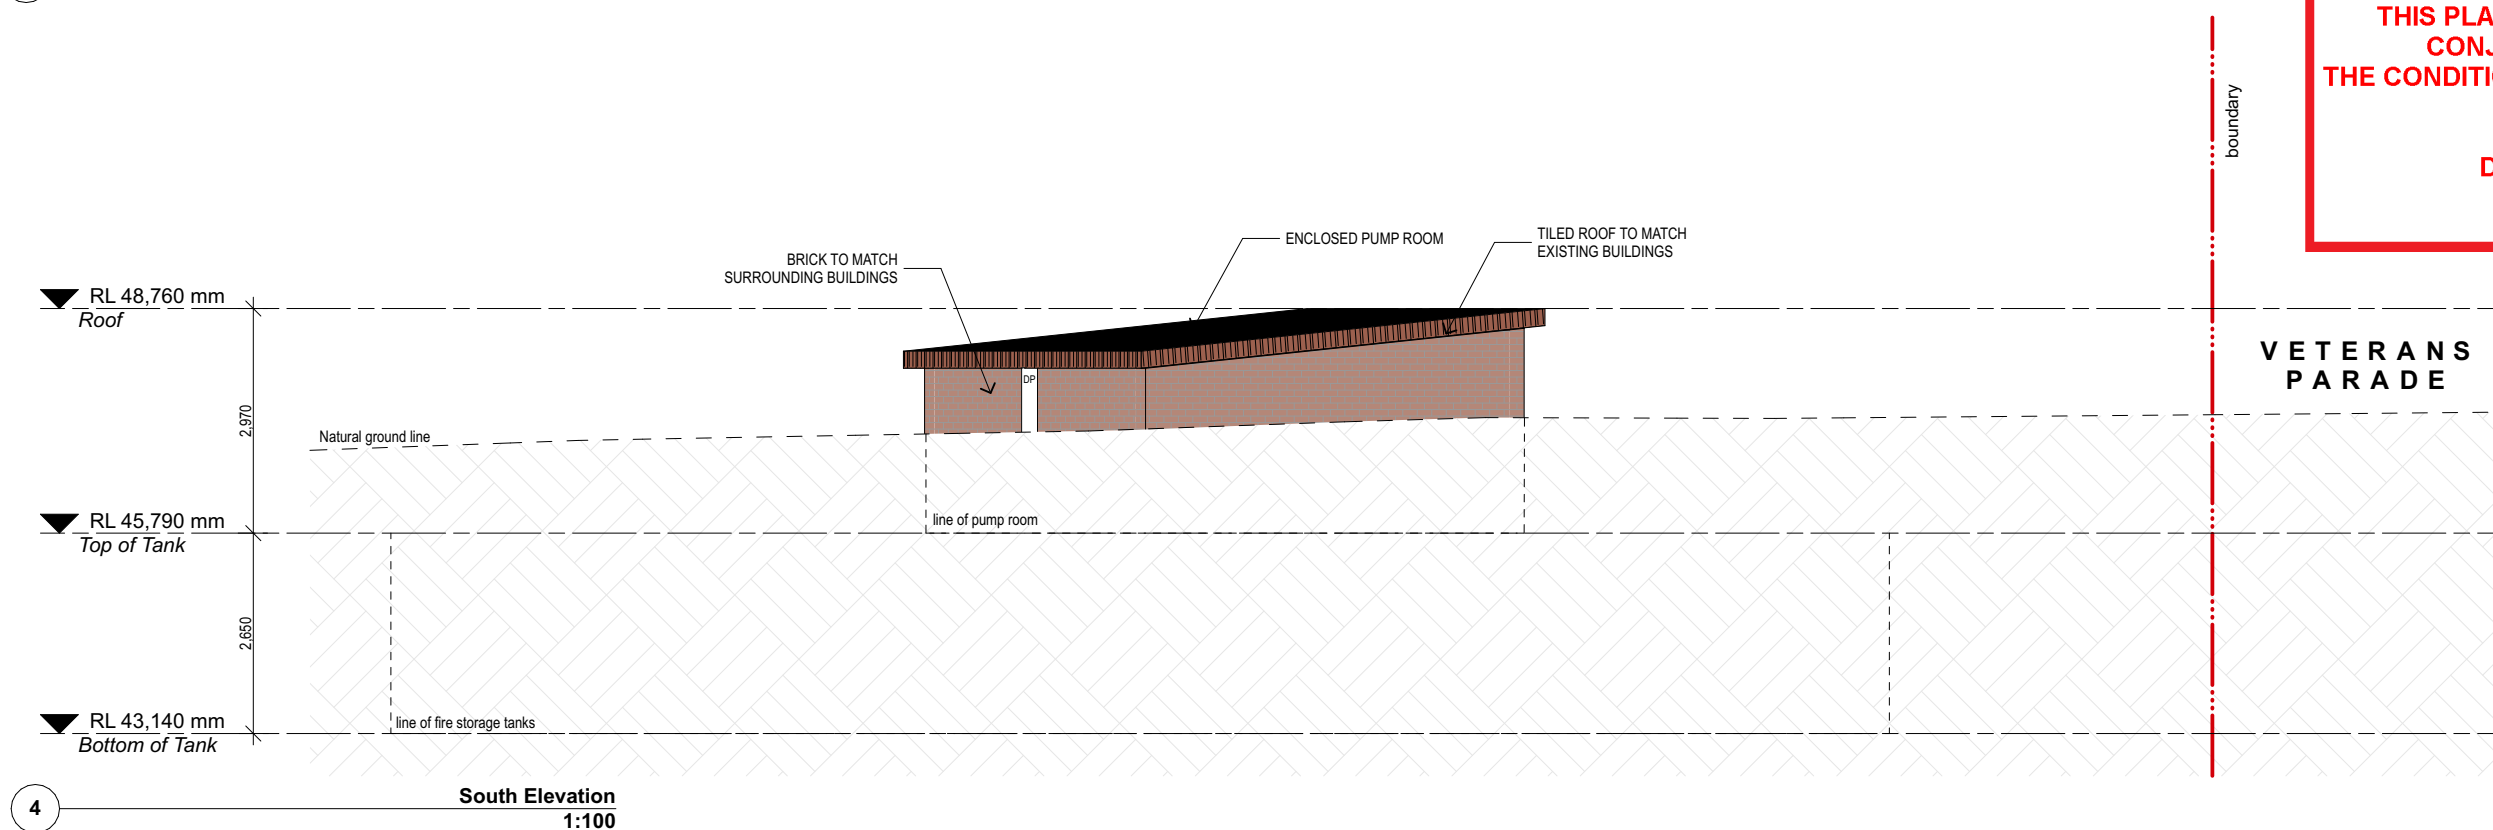 THIS PLA
CON
THE CONDITI
D
boundary
ENCLOSED PUMP ROOM
TILED ROOF TO MATCH
EXISTING BUILDINGS
BRICK TO MATCH
SURROUNDING BUILDINGS
RL 48,760 mm
Roof
VETERANS
PARADE
DP
2,970
Natural ground line
RL 45,790 mm
Top of Tank
line of pump room
2,650
RL 43,140 mm
Bottom of Tank
line of fire storage tanks
4
South Elevation
1:100